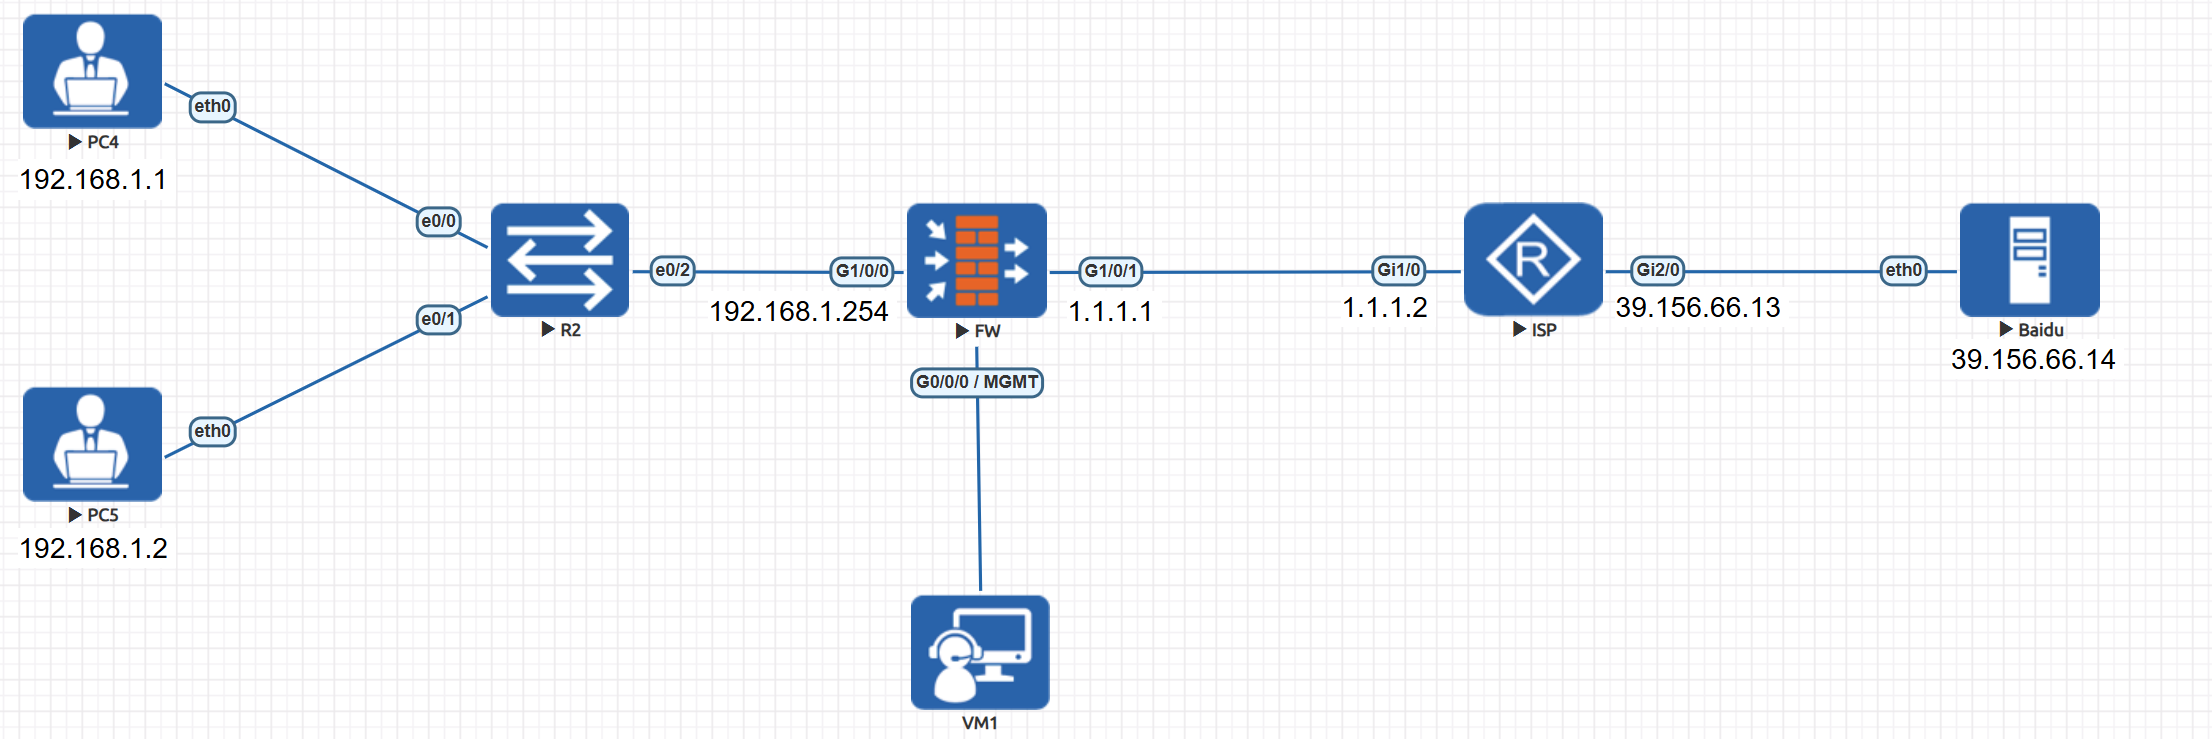 eth0
PC4
192.168.1.1
e0/0
R2
e0/1
eth0
PC5
192.168.1.2
e0/2
G1/0/0
192.168.1.254
FW
G1/0/1
1.1.1.1
G0/0/0 / MGMT
VM1
Gi1/0
1.1.1.2
R
ISP
Gi2/0
39.156.66.13
eth0
Baidu
39.156.66.14